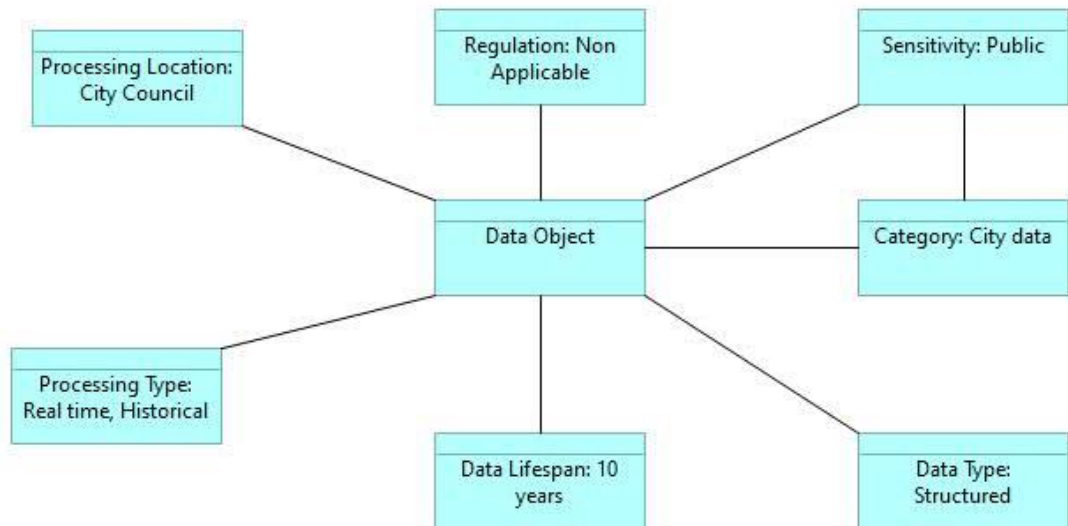 Processing Location:
City Council
Regulation: Non
Applicable
Sensitivity: Public
Data Object
Category: City data
Processing Type:
Real time, Historical
Data Lifespan: 10
years
Data Type:
Structured